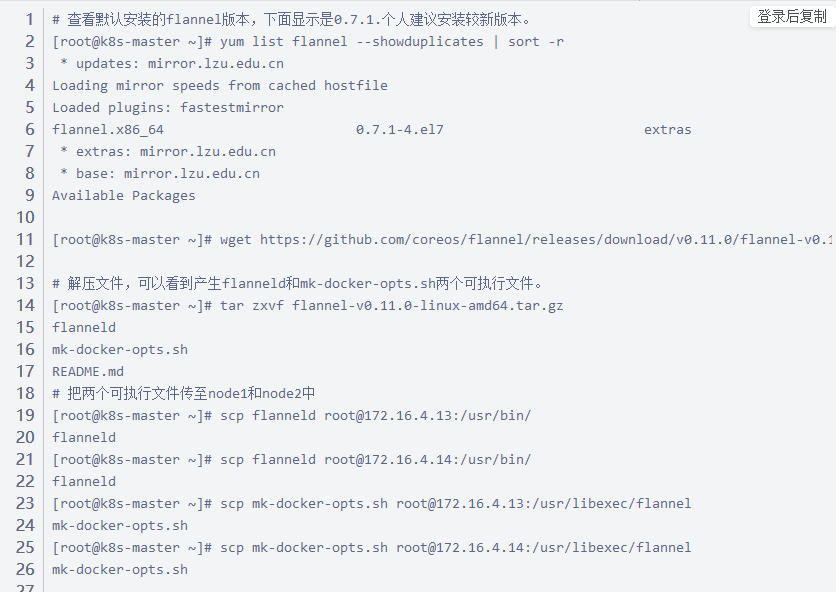 登录后复制
1 # 查看默认安装的flannel版本，下面显示是0.7.1.个人建议安装较新版本。
2 [root@k8s-master ~]# yum list flannel --showduplicates | sort -r
3  * updates: mirror.lzu.edu.cn
4 Loading mirror speeds from cached hostfile
5 Loaded plugins: fastestmirror
6 flannel.x86_64                        0.7.1-4.el7                         extras
7  * extras: mirror.lzu.edu.cn
8  * base: mirror.lzu.edu.cn
9 Available Packages
10
11 [root@k8s-master ~]# wget https://github.com/coreos/flannel/releases/download/v0.11.0/flannel-v0.1
12
13 # 解压文件，可以看到产生flanneld和mk-docker-opts.sh两个可执行文件。
14 [root@k8s-master ~]# tar zxvf flannel-v0.11.0-linux-amd64.tar.gz
15 flanneld
16 mk-docker-opts.sh
17 README.md
18 # 把两个可执行文件传至node1和node2中
19 [root@k8s-master ~]# scp flanneld root@172.16.4.13:/usr/bin/
20 flanneld
21 [root@k8s-master ~]# scp flanneld root@172.16.4.14:/usr/bin/
22 flanneld
23 [root@k8s-master ~]# scp mk-docker-opts.sh root@172.16.4.13:/usr/libexec/flannel
24 mk-docker-opts.sh
25 [root@k8s-master ~]# scp mk-docker-opts.sh root@172.16.4.14:/usr/libexec/flannel
26 mk-docker-opts.sh
27